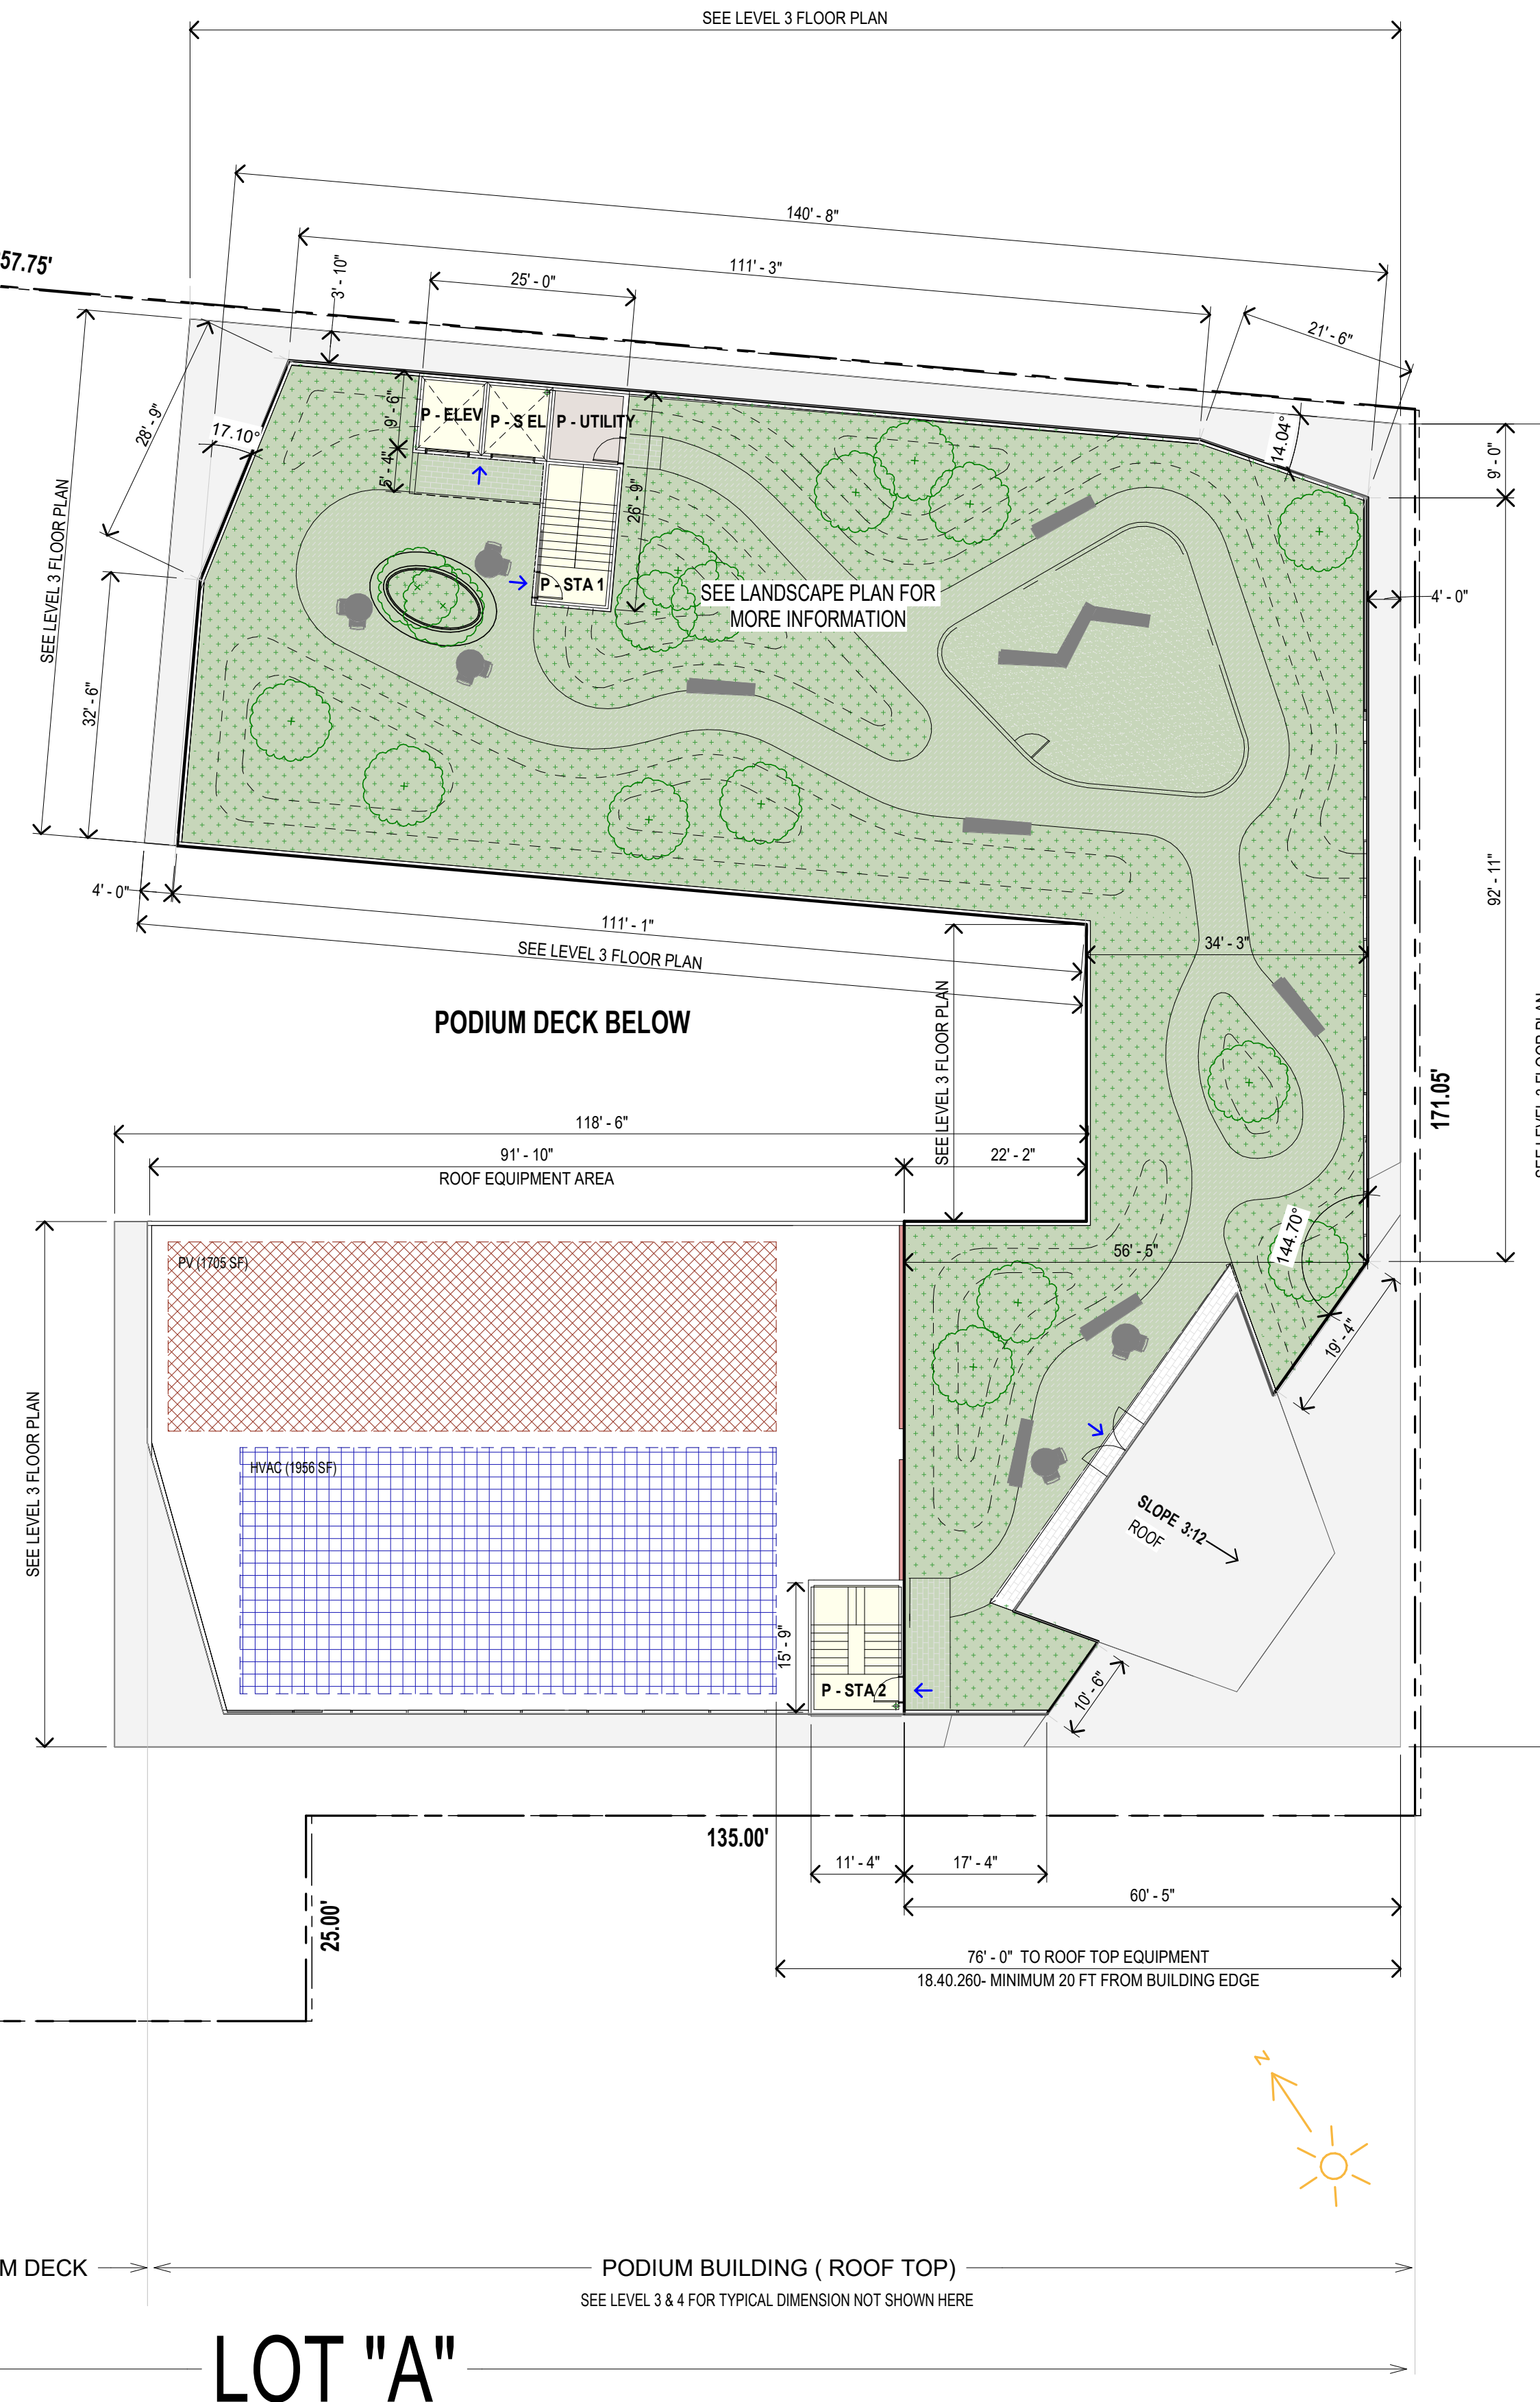 SEE LEVEL 3 FLOOR PLAN
140' - 8"
57.75'
3' - 10"
25' - 0"
111' - 3"
21' - 6"
28' - 9"
17.10°
9' - 6"
P - ELEV
P - S EL
P - UTILITY
14.04°
9' - 0"
5' - 4"
26' - 9"
SEE LEVEL 3 FLOOR PLAN
P - STA 1
SEE LANDSCAPE PLAN FOR
MORE INFORMATION
4' - 0"
32' - 6"
92' - 11"
4' - 0"
111' - 1"
SEE LEVEL 3 FLOOR PLAN
34' - 3"
PODIUM DECK BELOW
SEE LEVEL 3 FLOOR PLAN
SEE LEVEL 3 FLOOR PLAN
171.05'
118' - 6"
91' - 10"
ROOF EQUIPMENT AREA
22' - 2"
PV (1705 SF)
56' - 5"
144.70°
19' - 4"
SEE LEVEL 3 FLOOR PLAN
HVAC (1956 SF)
SLOPE 3:12
ROOF
15' - 9"
P - STA 2
10' - 6"
135.00'
11' - 4"
17' - 4"
60' - 5"
25.00'
76' - 0" TO ROOF TOP EQUIPMENT
18.40.260- MINIMUM 20 FT FROM BUILDING EDGE
N
M DECK
PODIUM BUILDING ( ROOF TOP)
SEE LEVEL 3 & 4 FOR TYPICAL DIMENSION NOT SHOWN HERE
LOT "A"